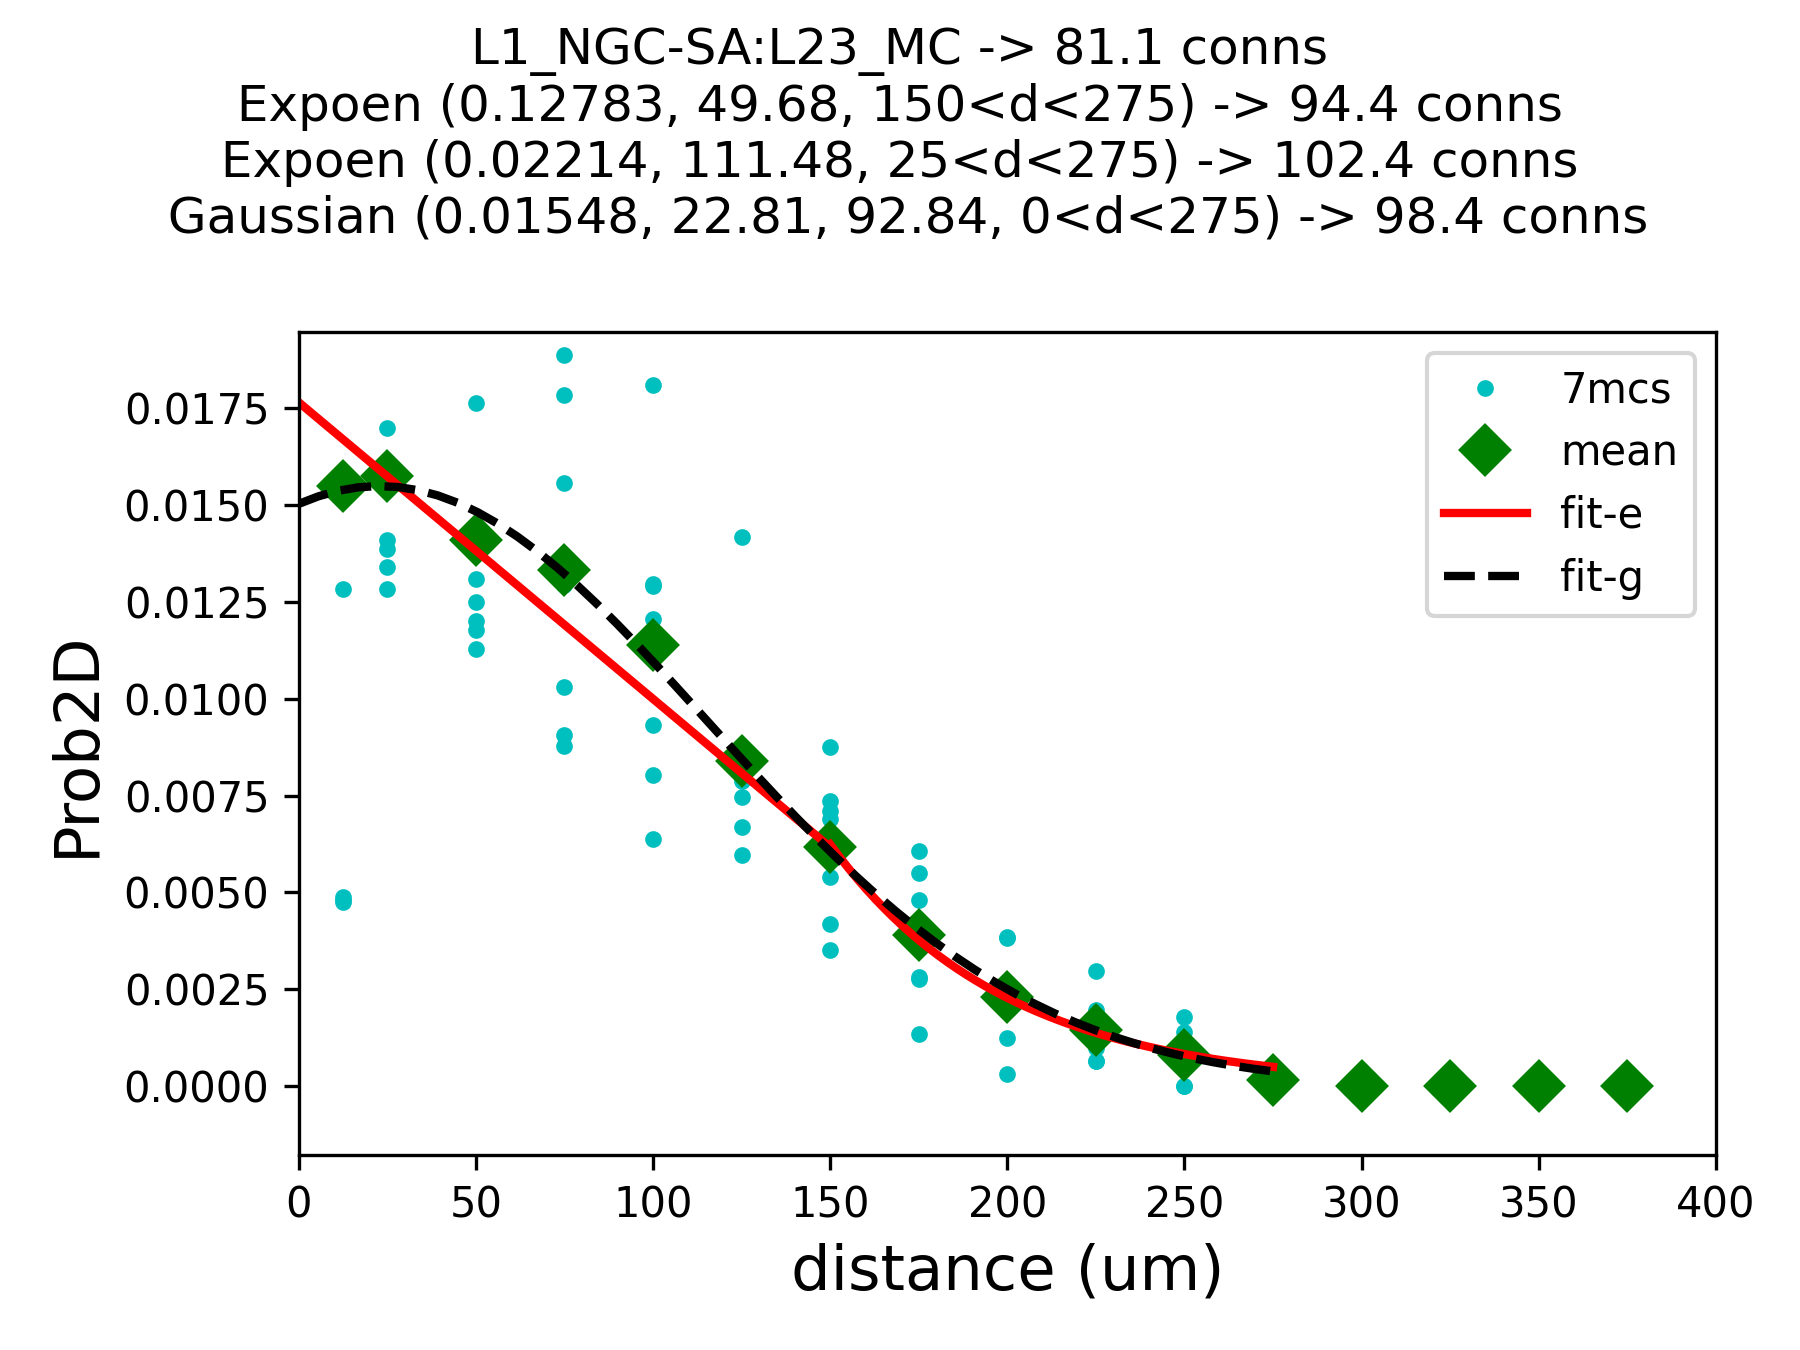 L1_NGC-SA:L23_MC -> 81.1 conns
Expoen (0.12783, 49.68, 150<d<275) -> 94.4 conns
Expoen (0.02214, 111.48, 25<d<275) -> 102.4 conns
Gaussian (0.01548, 22.81, 92.84, 0<d<275) -> 98.4 conns
7mcs
mean
fit-e
fit-g
Prob2D
0.0175
0.0150
0.0125
0.0100
0.0075
0.0050
0.0025
0.0000
0 50 100 150 200 250 300 350 400
distance (um)